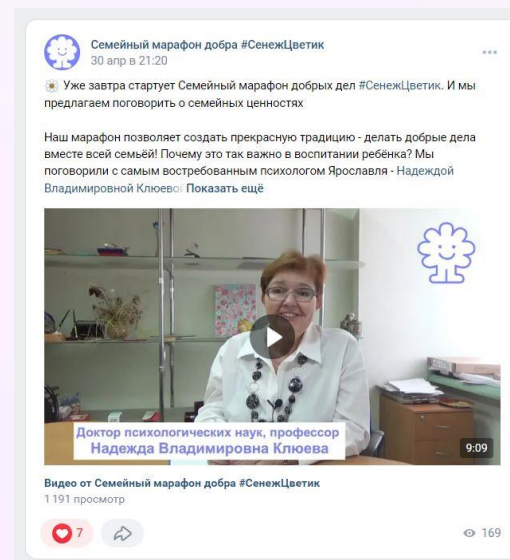 Семейный марафон добра #СенежЦветик
30 апр в 21:20
Уже завтра стартует Семейный марафон добрых дел #СенежЦветик. И мы
предлагаем поговорить о семейных ценностях
Наш марафон позволяет создать прекрасную традицию - делать добрые дела
вместе всей семьёй! Почему это так важно в воспитании ребёнка? Мы
поговорили с самым востребованным психологом Ярославля - Надеждой
Владимировной Клюево Показать ещё
Доктор психологических наук, профессор
Надежда Владимировна Клюева
9:09
Видео от Семейный марафон добра #СенежЦветик
1 191 просмотр
7
169